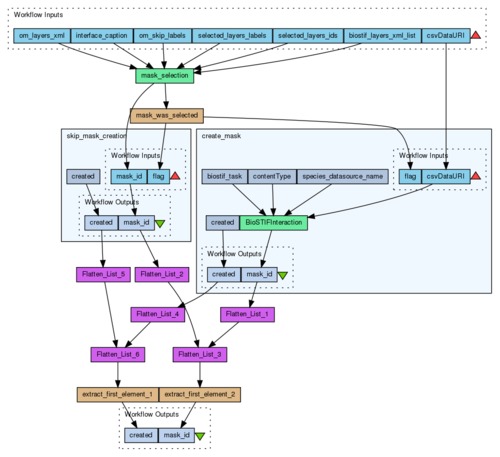 Workflow Inputs
om_layers_xml interface_caption om_skip_labels selected_layers_labels selected_layers_ids biostif_layers_xml_list csvDataURI
mask_selection
mask_was_selected
skip_mask_creation
create_mask
Workflow Inputs
Workflow Inputs
created mask_id flag
biostif_task contentType species_datasource_name
flag csvDataURI
Workflow Outputs
created mask_id
created BioSTIFInteraction
Workflow Outputs
created mask_id
Flatten_List_5 Flatten_List_2
Flatten_List_4 Flatten_List_1
Flatten_List_6 Flatten_List_3
extract_first_element_1 extract_first_element_2
Workflow Outputs
created mask_id